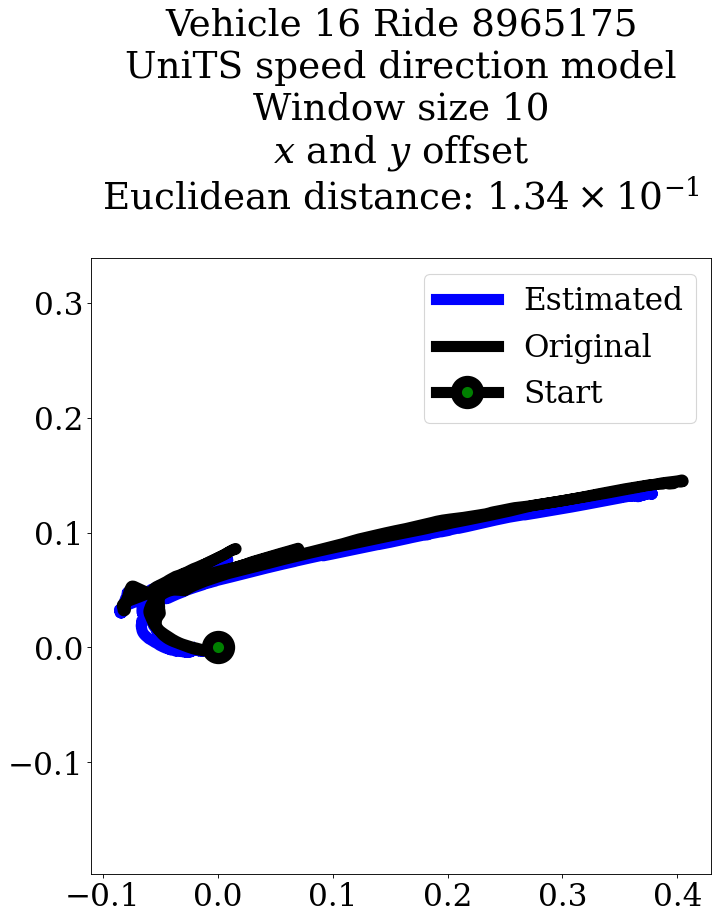 Vehicle 16 Ride 8965175
UniTS speed direction model
Window size 10
x and y offset
Euclidean distance: 1.34 × 10⁻¹
Estimated
Original
Start
0.3
0.2
0.1
0.0
−0.1
−0.1 0.0 0.1 0.2 0.3 0.4